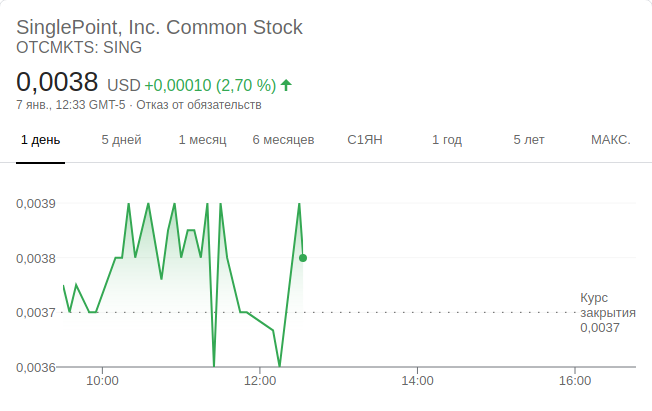 SinglePoint, Inc. Common Stock
OTCMKTS: SING
0,0038 USD +0,00010 (2,70 %)
7 янв., 12:33 GMT-5 · Отказ от обязательств
1 день 5 дней 1 месяц 6 месяцев С1ЯН 1 год 5 лет МАКС.
0,0039
0,0038
0,0037
Курс
закрытия
0,0037
0,0036
10:00 12:00 14:00 16:00